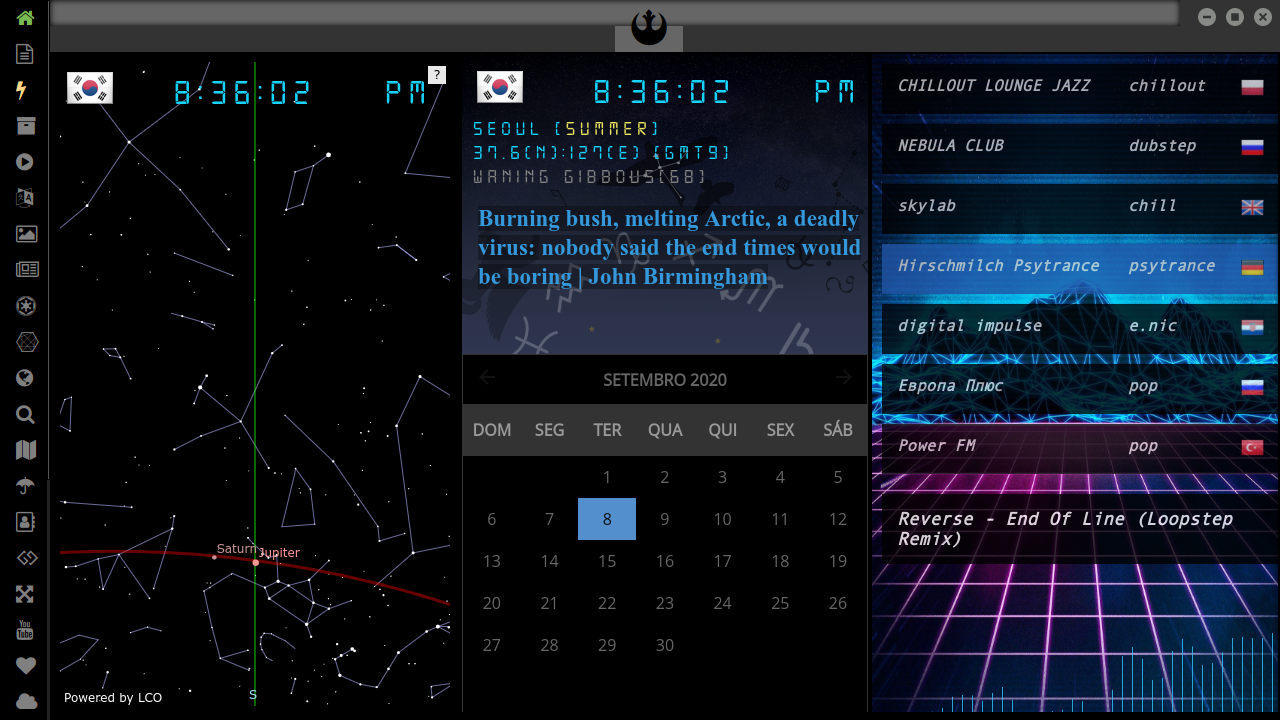 8:36:02 PM
?
Saturn
Jupiter
S
Powered by LCO
8:36:02 PM
SEOUL [SUMMER]
37.6(N):127(E) [GMT9]
WANING GIBBOUS[68]
Burning bush, melting Arctic, a deadly
virus: nobody said the end times would
be boring | John Birmingham
SETEMBRO 2020
DOM SEG TER QUA QUI SEX SÁB
1 2 3 4 5
6 7 8 9 10 11 12
13 14 15 16 17 18 19
20 21 22 23 24 25 26
27 28 29 30
CHILLOUT LOUNGE JAZZ chillout
NEBULA CLUB dubstep
skylab chill
Hirschmilch Psytrance psytrance
digital impulse e.nic
Европа Плюс pop
Power FM pop
Reverse - End Of Line (Loopstep
Remix)
You
Tube